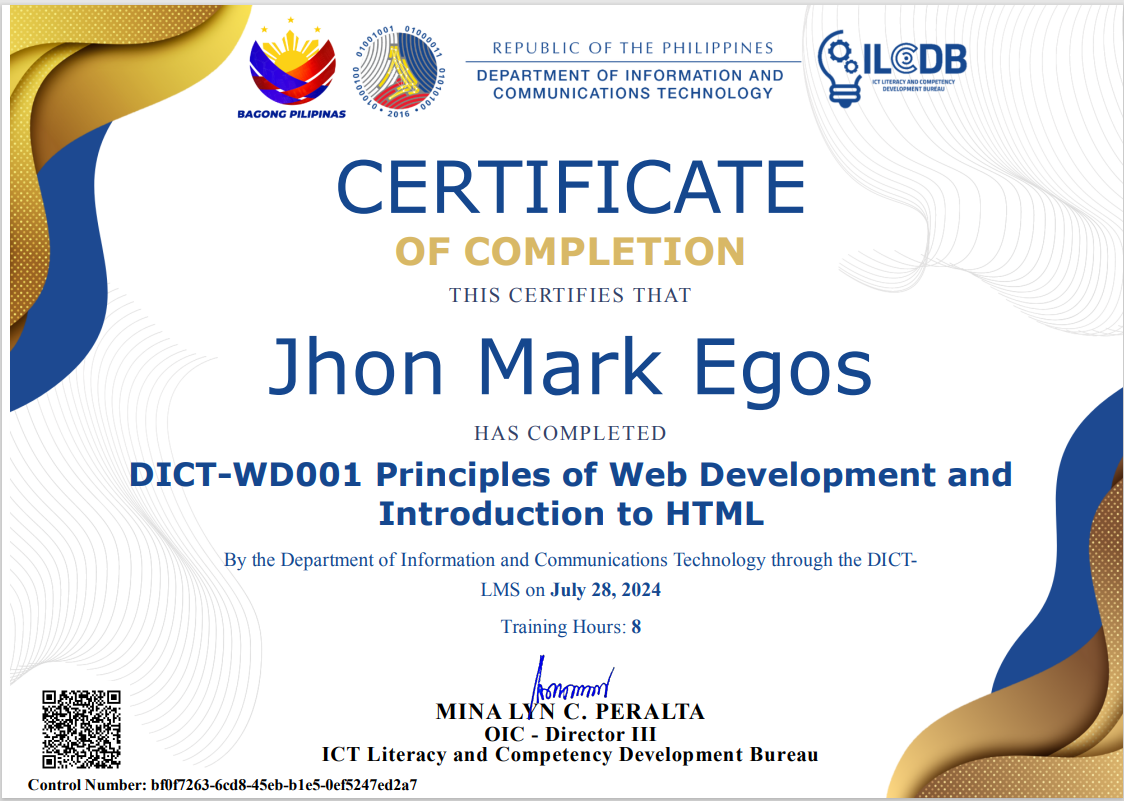 BAGONG PILIPINAS
01000100 01001001 01000011 01010100
• 2016 •
REPUBLIC OF THE PHILIPPINES
DEPARTMENT OF INFORMATION AND
COMMUNICATIONS TECHNOLOGY
ILCDB
ICT LITERACY AND COMPETENCY
DEVELOPMENT BUREAU
CERTIFICATE
OF COMPLETION
THIS CERTIFIES THAT
Jhon Mark Egos
HAS COMPLETED
DICT-WD001 Principles of Web Development and
Introduction to HTML
By the Department of Information and Communications Technology through the DICT-
LMS on July 28, 2024
Training Hours: 8
MINA LYN C. PERALTA
OIC - Director III
ICT Literacy and Competency Development Bureau
Control Number: bf0f7263-6cd8-45eb-b1e5-0ef5247ed2a7